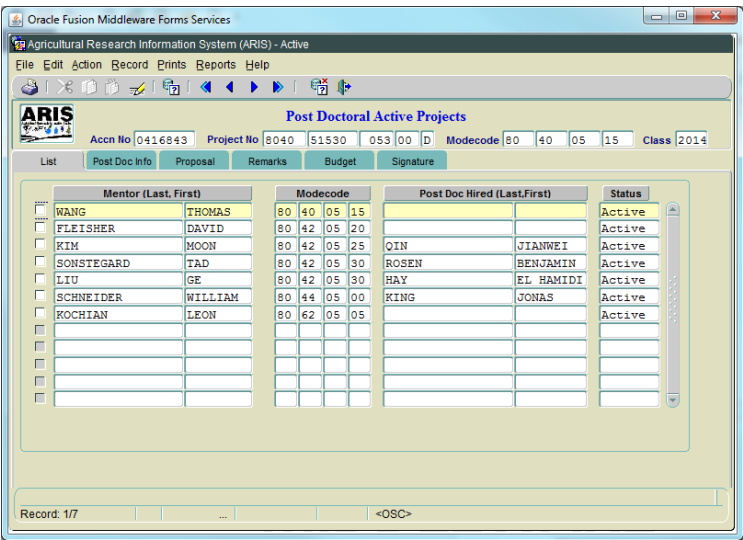 Oracle Fusion Middleware Forms Services
Agricultural Research Information System (ARIS) - Active
File Edit Action Record Prints Reports Help
ARIS
Post Doctoral Active Projects
Accn No 0416843 Project No 8040 51530 053 00 D Modecode 80 40 05 15 Class 2014
List Post Doc Info Proposal Remarks Budget Signature
Mentor (Last, First) Modecode Post Doc Hired (Last,First) Status
WANG THOMAS 80 40 05 15 Active
FLEISHER DAVID 80 42 05 20 Active
KIM MOON 80 42 05 25 QIN JIANWEI Active
SONSTEGARD TAD 80 42 05 30 ROSEN BENJAMIN Active
LIU GE 80 42 05 30 HAY EL HAMIDI Active
SCHNEIDER WILLIAM 80 44 05 00 KING JONAS Active
KOCHIAN LEON 80 62 05 05 Active
Record: 1/7 ... <OSC>